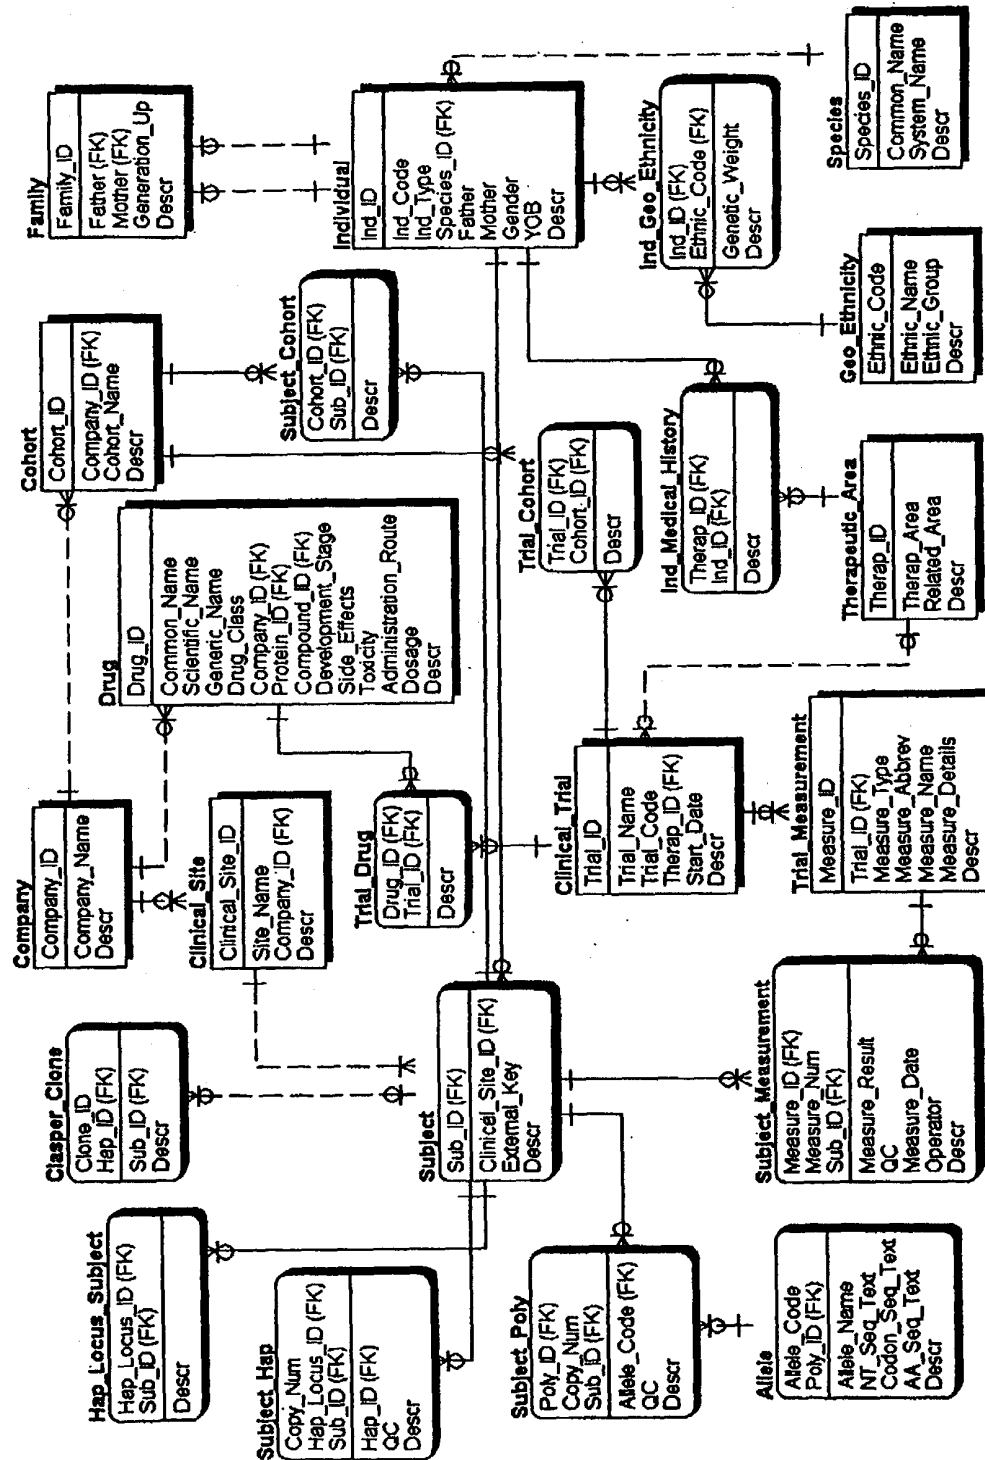 Family
Family_ID
Father (FK)
Mother (FK)
Generation_Up
Descr
Individual
Ind_ID
Ind_Code
Ind_Type
Species_ID (FK)
Father
Mother
Gender
YOB
Descr
Species
Species_ID
Common_Name
System_Name
Descr
Cohort
Cohort_ID
Company_ID (FK)
Cohort_Name
Descr
Subject_Cohort
Cohort_ID (FK)
Sub_ID (FK)
Descr
Ind_Geo_Ethnicity
Ind_ID (FK)
Ethnic_Code (FK)
Genetic_Weight
Descr
Geo_Ethnicity
Ethnic_Code
Ethnic_Name
Ethnic_Group
Descr
Drug
Drug_ID
Common_Name
Scientific_Name
Generic_Name
Drug_Class
Company_ID (FK)
Protein_ID (FK)
Compound_ID (FK)
Development_Stage
Side_Effects
Toxicity
Administration_Route
Dosage
Descr
Trial_Cohort
Trial_ID (FK)
Cohort_ID (FK)
Descr
Ind_Medical_History
Therap_ID (FK)
Ind_ID (FK)
Descr
Therapeutic_Area
Therap_ID
Therap_Area
Related_Area
Descr
Company
Company_ID
Company_Name
Descr
Clinical_Site
Clinical_Site_ID
Site_Name
Company_ID (FK)
Descr
Trial_Drug
Drug_ID (FK)
Trial_ID (FK)
Descr
Clinical_Trial
Trial_ID
Trial_Name
Trial_Code
Therap_ID (FK)
Start_Date
Descr
Trial_Measurement
Measure_ID
Trial_ID (FK)
Measure_Type
Measure_Abbrev
Measure_Name
Measure_Details
Descr
Clasper_Clone
Clone_ID
Hap_ID (FK)
Sub_ID (FK)
Descr
Subject
Sub_ID (FK)
Clinical_Site_ID (FK)
External_Key
Descr
Subject_Measurement
Measure_ID (FK)
Measure_Num
Sub_ID (FK)
Measure_Result
QC
Measure_Date
Operator
Descr
Hap_Locus_Subject
Hap_Locus_ID (FK)
Sub_ID (FK)
Descr
Subject_Hap
Copy_Num
Hap_Locus_ID (FK)
Sub_ID (FK)
Hap_ID (FK)
QC
Descr
Subject_Poly
Poly_ID (FK)
Copy_Num
Sub_ID (FK)
Allele_Code (FK)
QC
Descr
Allele
Allele_Code
Poly_ID (FK)
Allele_Name
NT_Seq_Text
Codon_Seq_Text
AA_Seq_Text
Descr